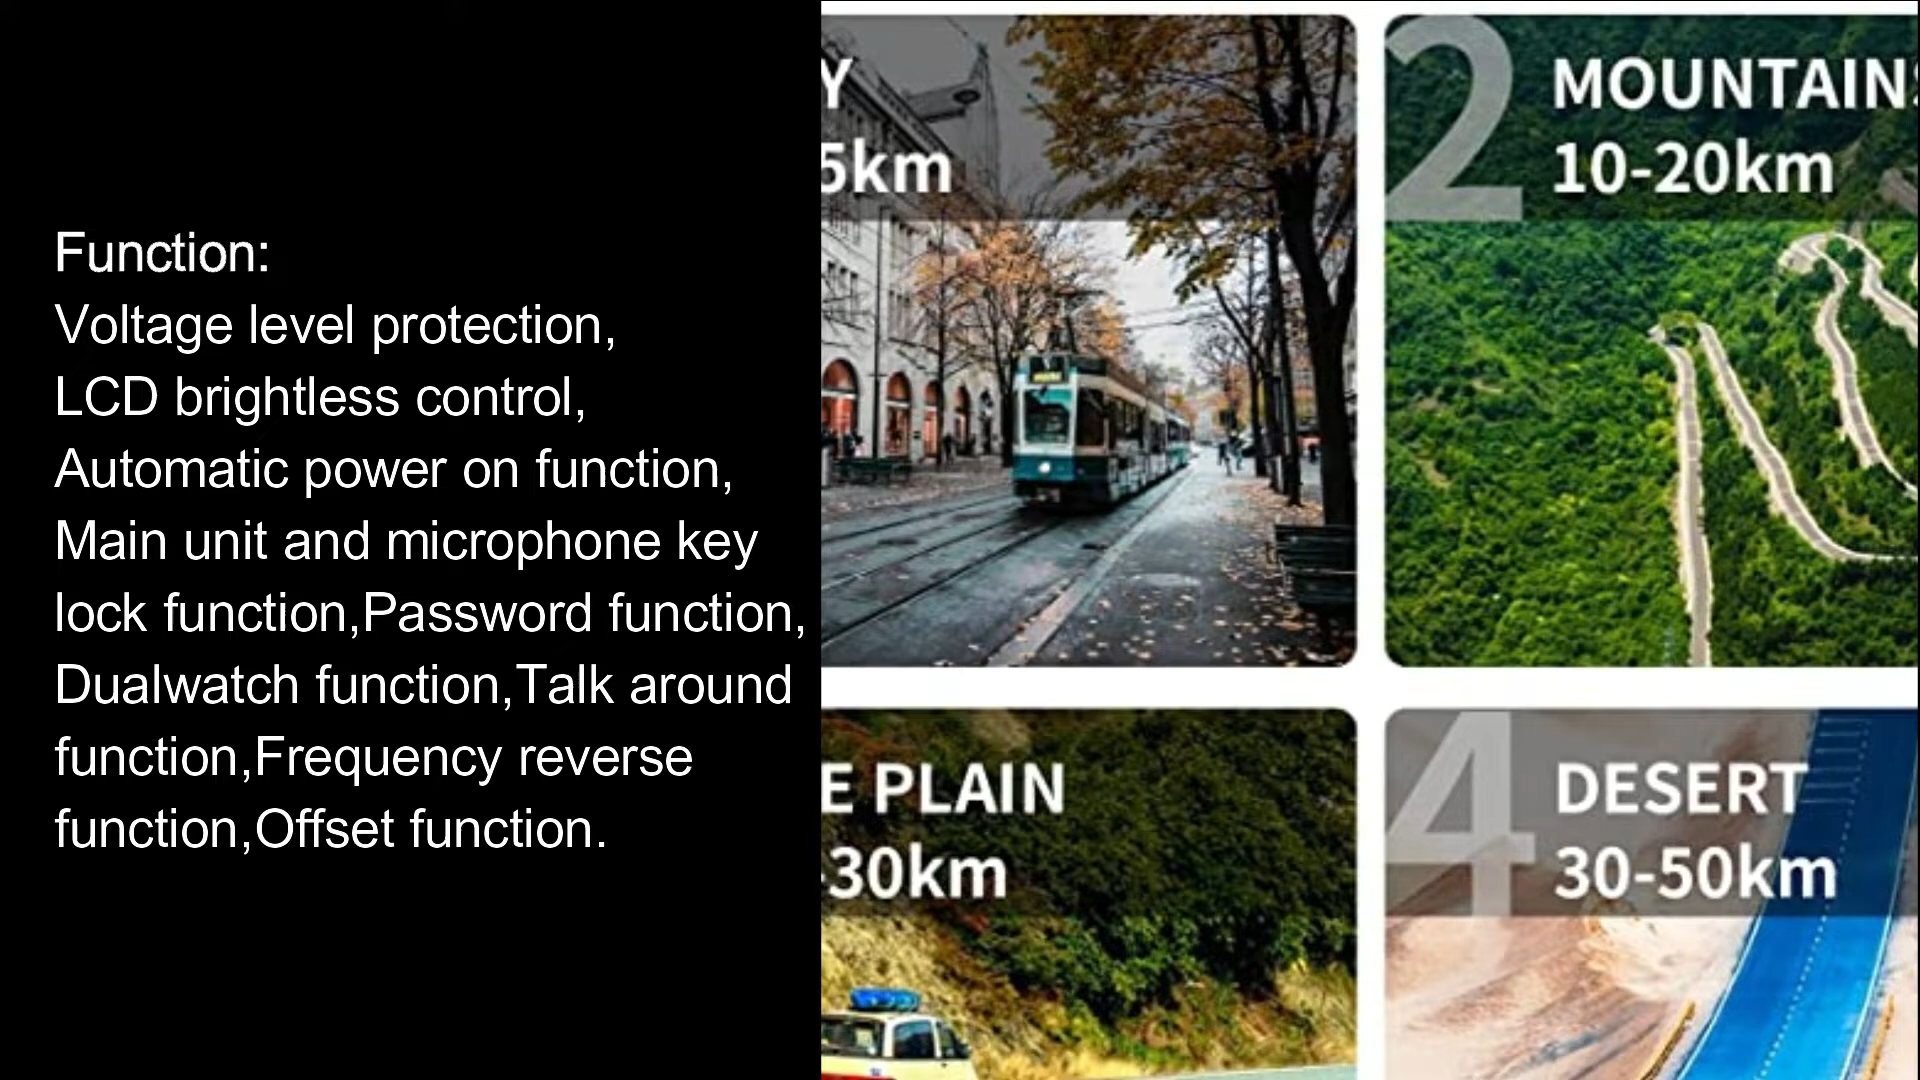 Function:
Voltage level protection,
LCD brightless control,
Automatic power on function,
Main unit and microphone key
lock function,Password function,
Dualwatch function,Talk around
function,Frequency reverse
function,Offset function.
Y
5km
2
MOUNTAINS
10-20km
E PLAIN
-30km
4
DESERT
30-50km